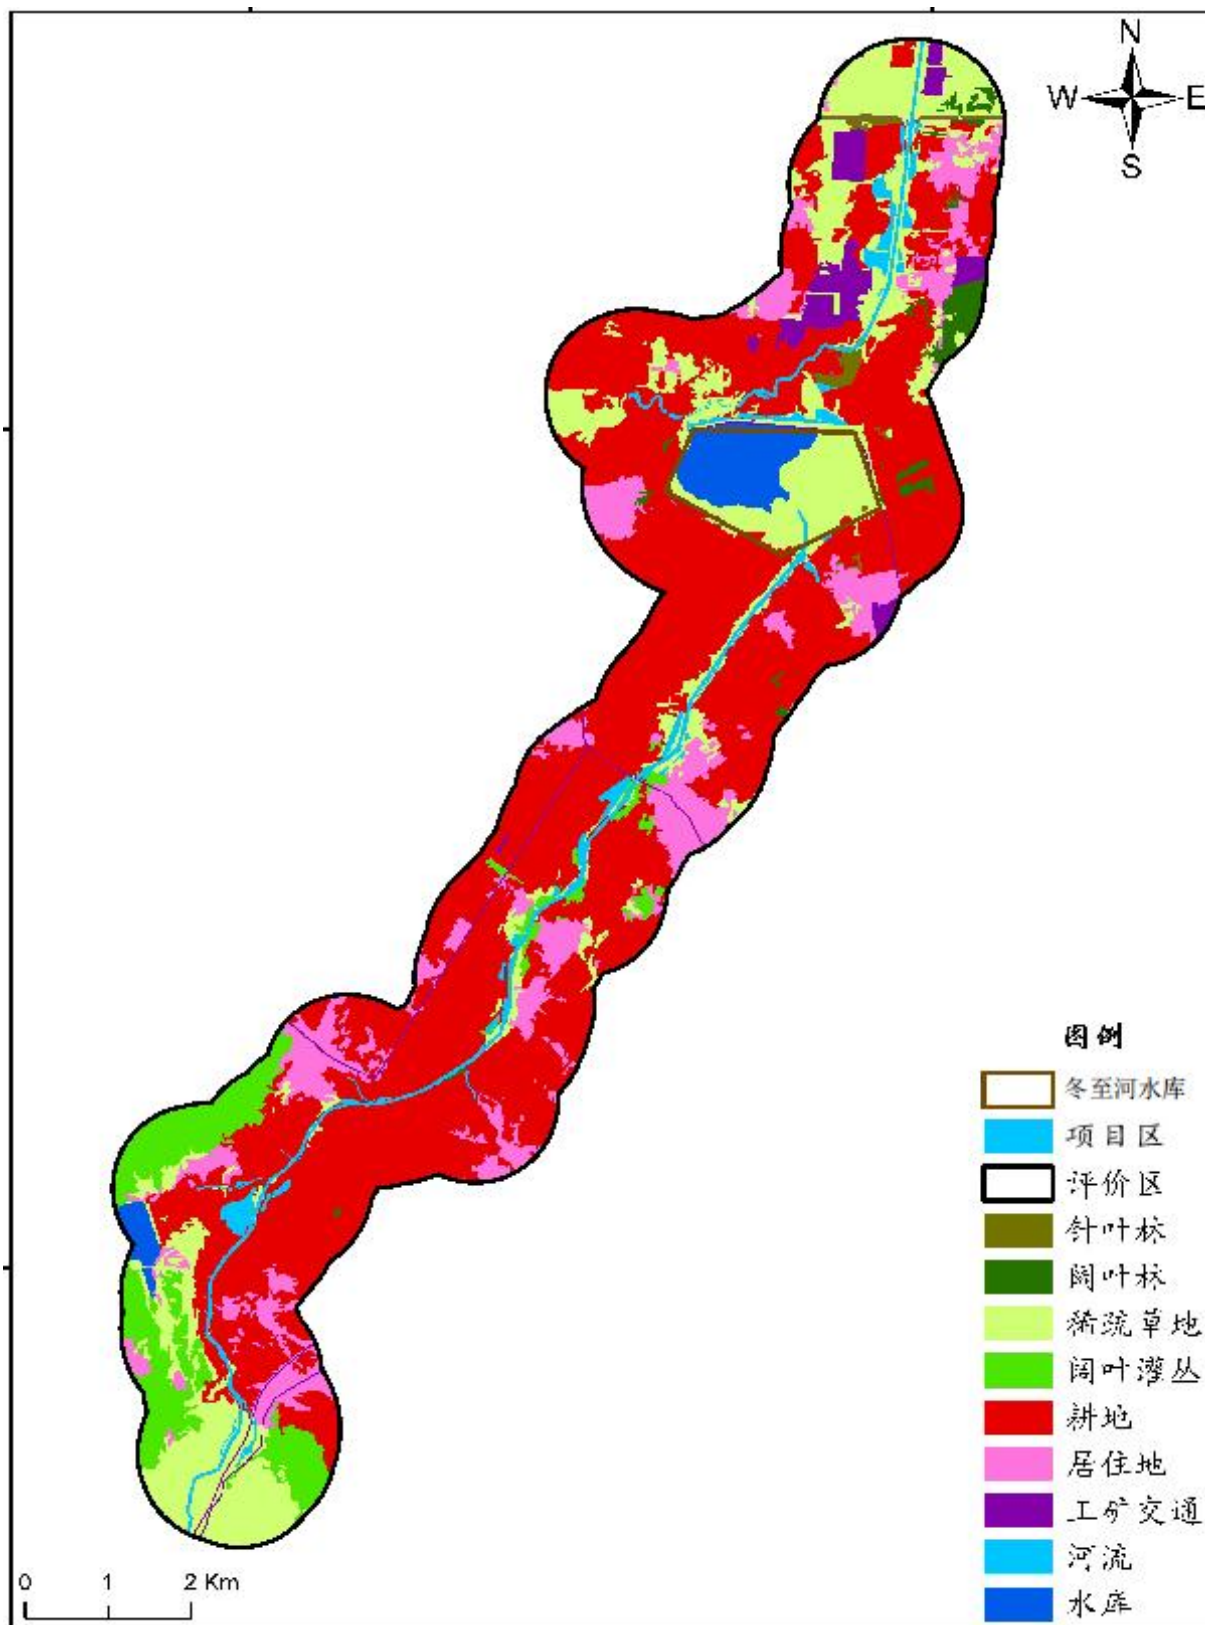 N
W E
S
图例
冬至河水库
项目区
评价区
针叶林
阔叶林
稀疏草地
阔叶灌丛
耕地
居住地
工矿交通
河流
水库
0 1 2 Km